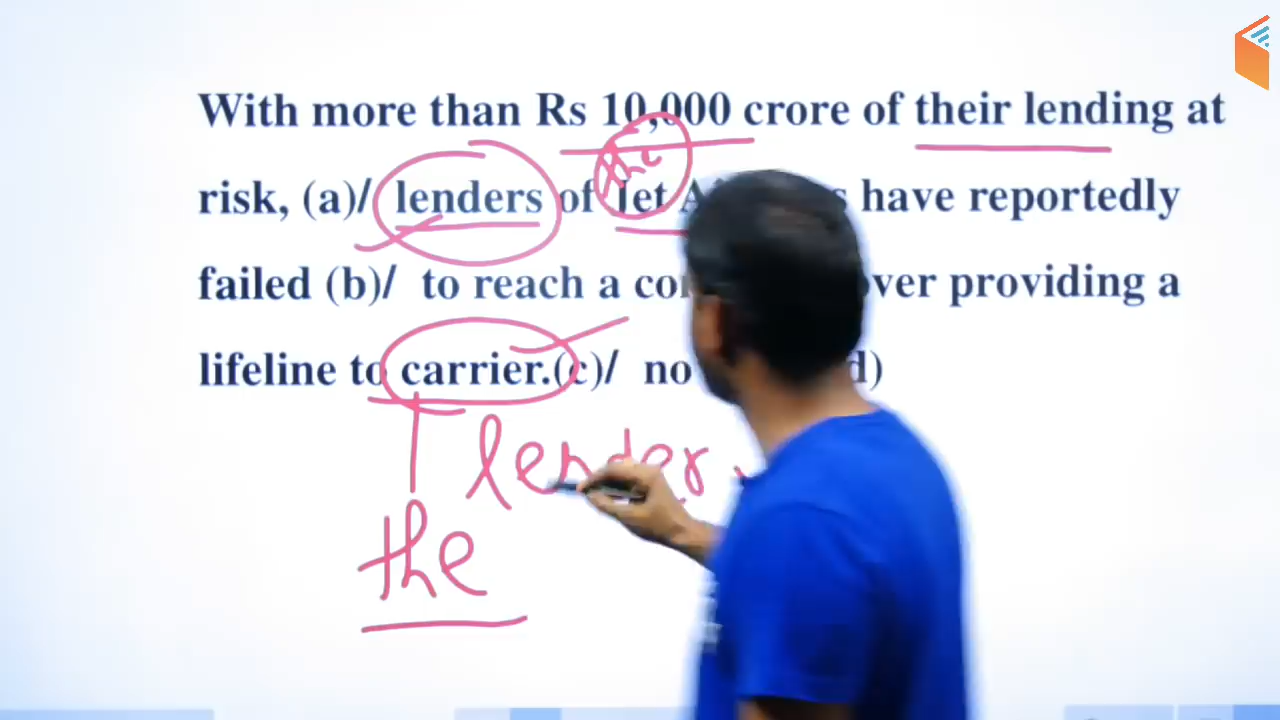 With more than Rs 10,000 crore of their lending at
the
risk, (a)/ lenders of Jet have reportedly
failed (b)/ to reach a over providing a
lifeline to carrier.(c)/ no d)
lender
the